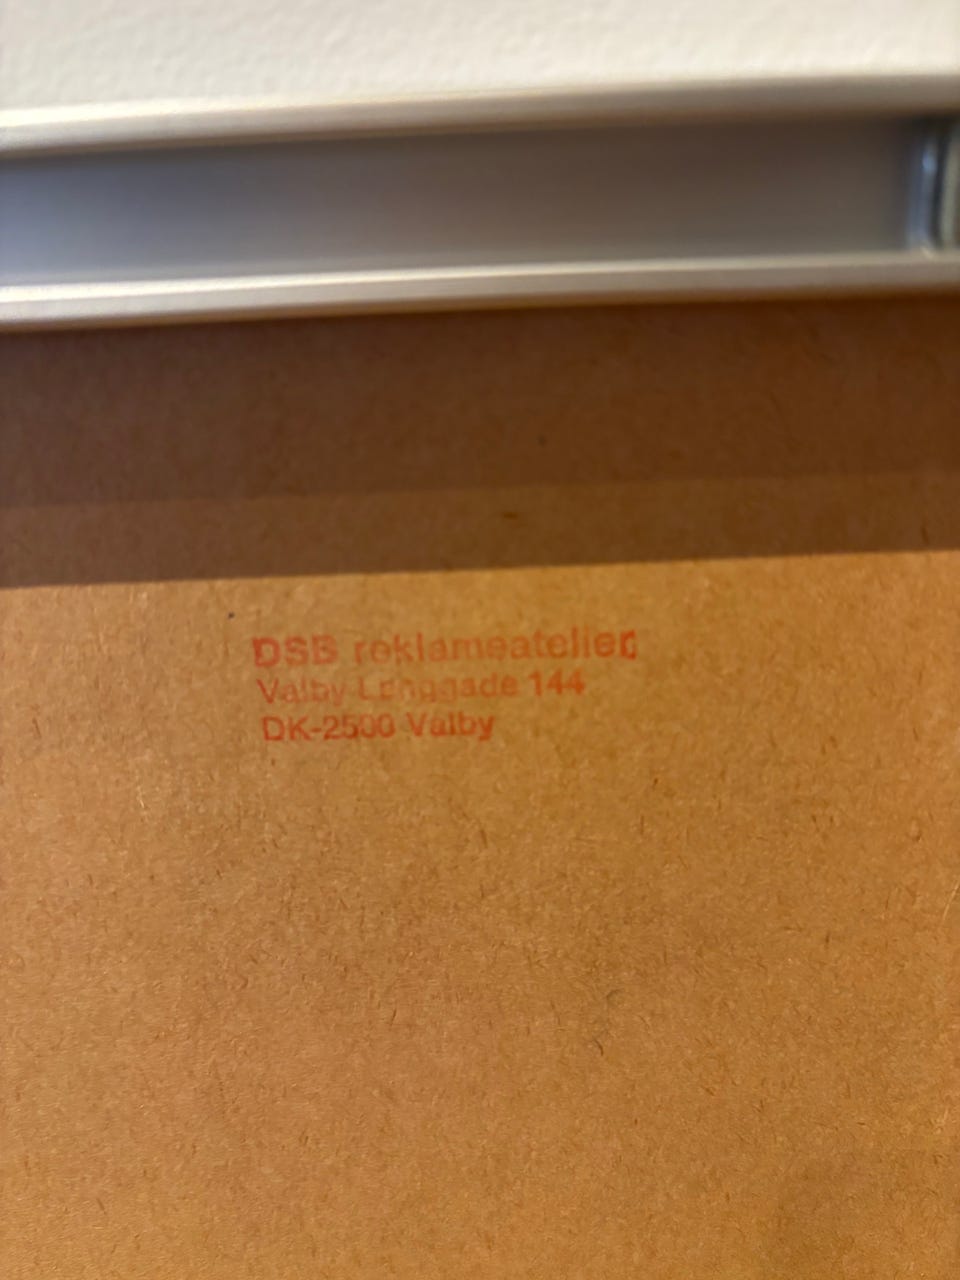 DSB reklameatelier
Valby Langgade 144
DK-2500 Valby